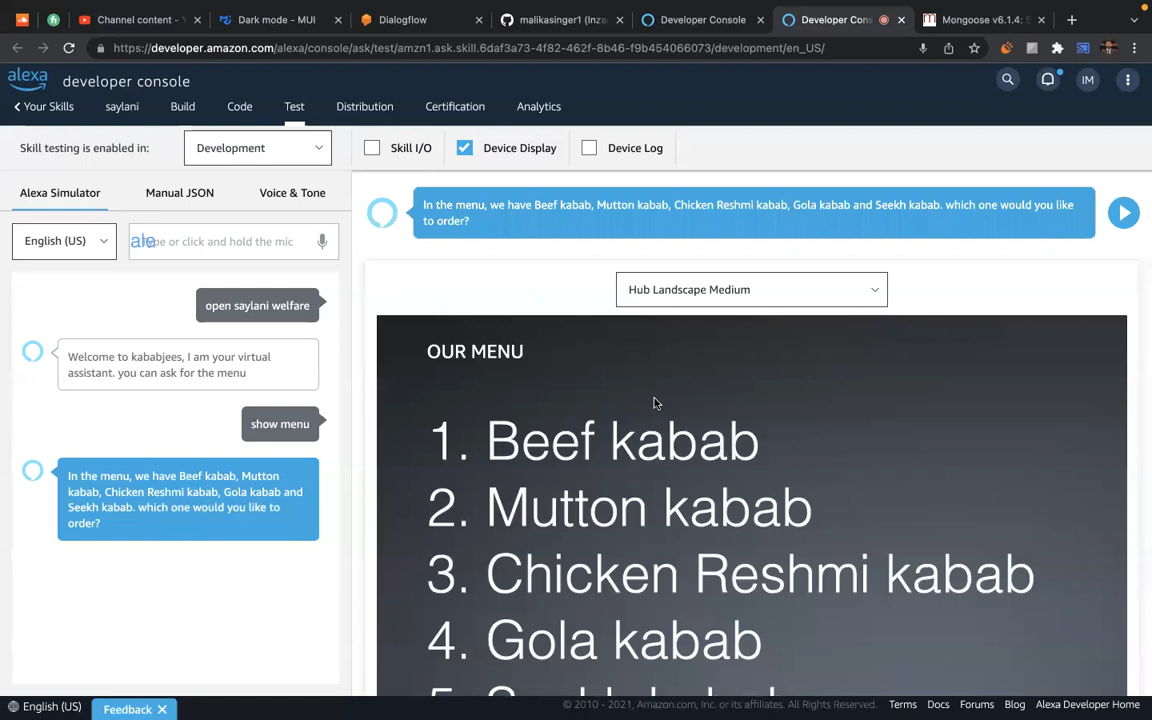 Channel content - Y
Dark mode - MUI
Dialogflow
malikasinger1 (Inza
Developer Console
Developer Cons
Mongoose v6.1.4: S
https://developer.amazon.com/alexa/console/ask/test/amzn1.ask.skill.6daf3a73-4f82-462f-8b46-f9b454066073/development/en_US/
alexa
developer console
IM
Your Skills
saylani
Build
Code
Test
Distribution
Certification
Analytics
Skill testing is enabled in:
Development
Skill I/O
Device Display
Device Log
Alexa Simulator
Manual JSON
Voice & Tone
English (US)
ale
ype or click and hold the mic
open saylani welfare
Welcome to kababjees, I am your virtual
assistant. you can ask for the menu
show menu
In the menu, we have Beef kabab, Mutton
kabab, Chicken Reshmi kabab, Gola kabab and
Seekh kabab. which one would you like to
order?
In the menu, we have Beef kabab, Mutton kabab, Chicken Reshmi kabab, Gola kabab and Seekh kabab. which one would you like
to order?
Hub Landscape Medium
OUR MENU
1. Beef kabab
2. Mutton kabab
3. Chicken Reshmi kabab
4. Gola kabab
English (US)
Feedback
© 2010 - 2021, Amazon.com, Inc. or its affiliates. All Rights Reserved.
Terms
Docs
Forums
Blog
Alexa Developer Home